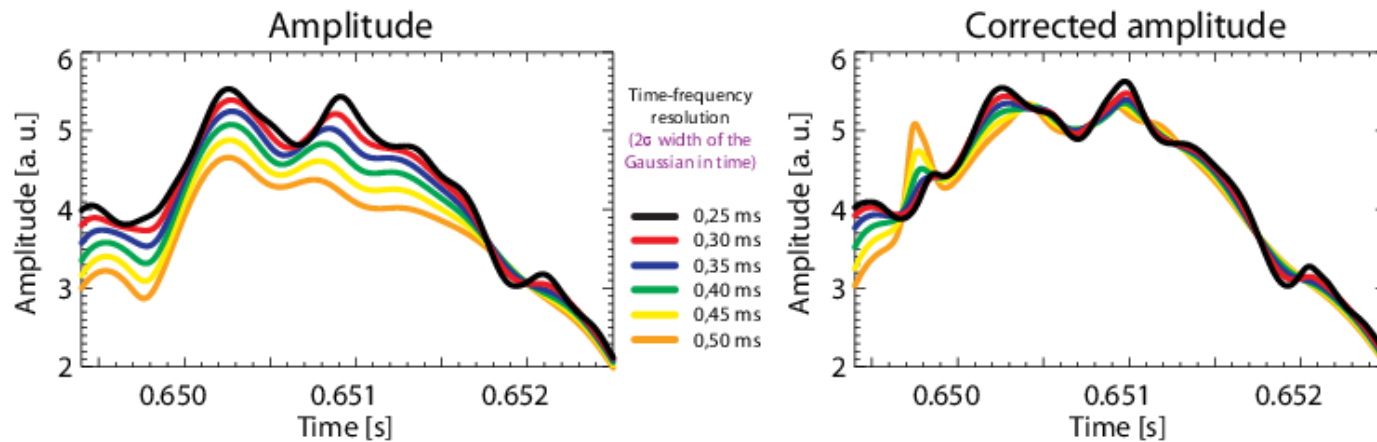 Amplitude
Amplitude [a. u.]
6
5
4
3
2
0.650
0.651
0.652
Time [s]
Time-frequency
resolution
(2σ width of the
Gaussian in time)
0,25 ms
0,30 ms
0,35 ms
0,40 ms
0,45 ms
0,50 ms
Corrected amplitude
Amplitude [a. u.]
6
5
4
3
2
0.650
0.651
0.652
Time [s]